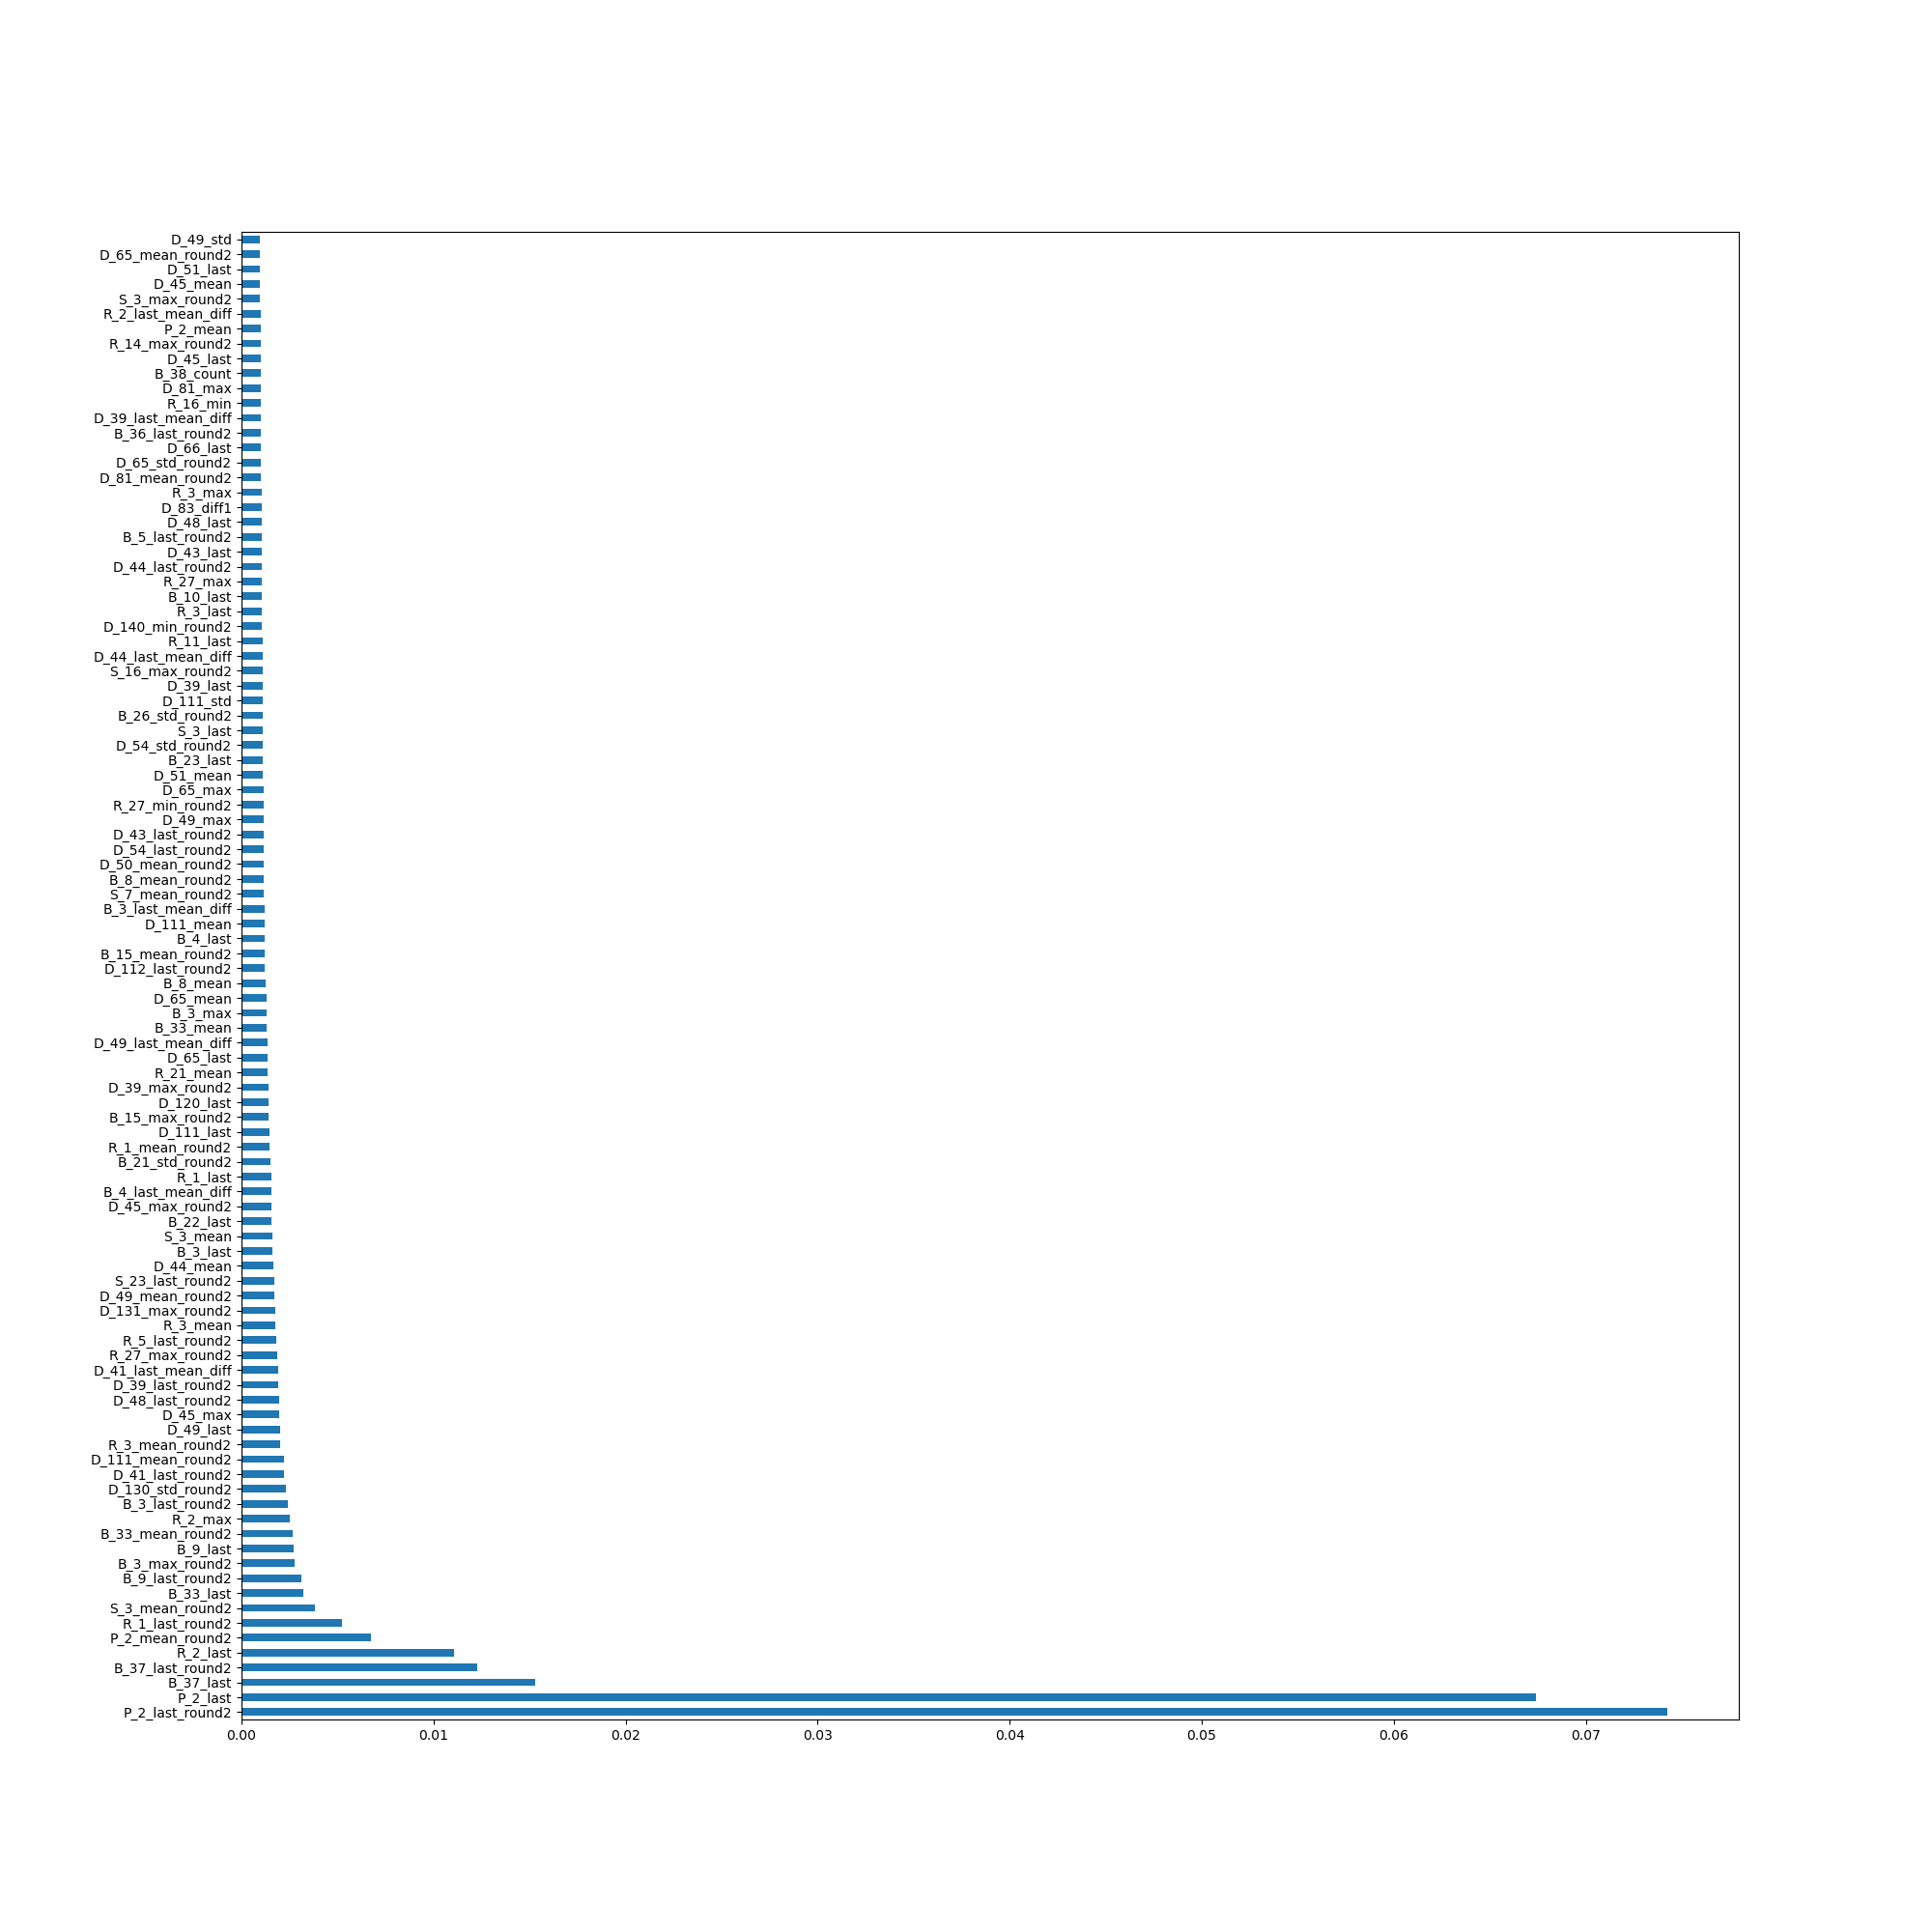 D_49_std
D_65_mean_round2
D_51_last
D_45_mean
S_3_max_round2
R_2_last_mean_diff
P_2_mean
R_14_max_round2
D_45_last
B_38_count
D_81_max
R_16_min
D_39_last_mean_diff
B_36_last_round2
D_66_last
D_65_std_round2
D_81_mean_round2
R_3_max
D_83_diff1
D_48_last
B_5_last_round2
D_43_last
D_44_last_round2
R_27_max
B_10_last
R_3_last
D_140_min_round2
R_11_last
D_44_last_mean_diff
S_16_max_round2
D_39_last
D_111_std
B_26_std_round2
S_3_last
D_54_std_round2
B_23_last
D_51_mean
D_65_max
R_27_min_round2
D_49_max
D_43_last_round2
D_54_last_round2
D_50_mean_round2
B_8_mean_round2
S_7_mean_round2
B_3_last_mean_diff
D_111_mean
B_4_last
B_15_mean_round2
D_112_last_round2
B_8_mean
D_65_mean
B_3_max
B_33_mean
D_49_last_mean_diff
D_65_last
R_21_mean
D_39_max_round2
D_120_last
B_15_max_round2
D_111_last
R_1_mean_round2
B_21_std_round2
R_1_last
B_4_last_mean_diff
D_45_max_round2
B_22_last
S_3_mean
B_3_last
D_44_mean
S_23_last_round2
D_49_mean_round2
D_131_max_round2
R_3_mean
R_5_last_round2
R_27_max_round2
D_41_last_mean_diff
D_39_last_round2
D_48_last_round2
D_45_max
D_49_last
R_3_mean_round2
D_111_mean_round2
D_41_last_round2
D_130_std_round2
B_3_last_round2
R_2_max
B_33_mean_round2
B_9_last
B_3_max_round2
B_9_last_round2
B_33_last
S_3_mean_round2
R_1_last_round2
P_2_mean_round2
R_2_last
B_37_last_round2
B_37_last
P_2_last
P_2_last_round2
0.00 0.01 0.02 0.03 0.04 0.05 0.06 0.07